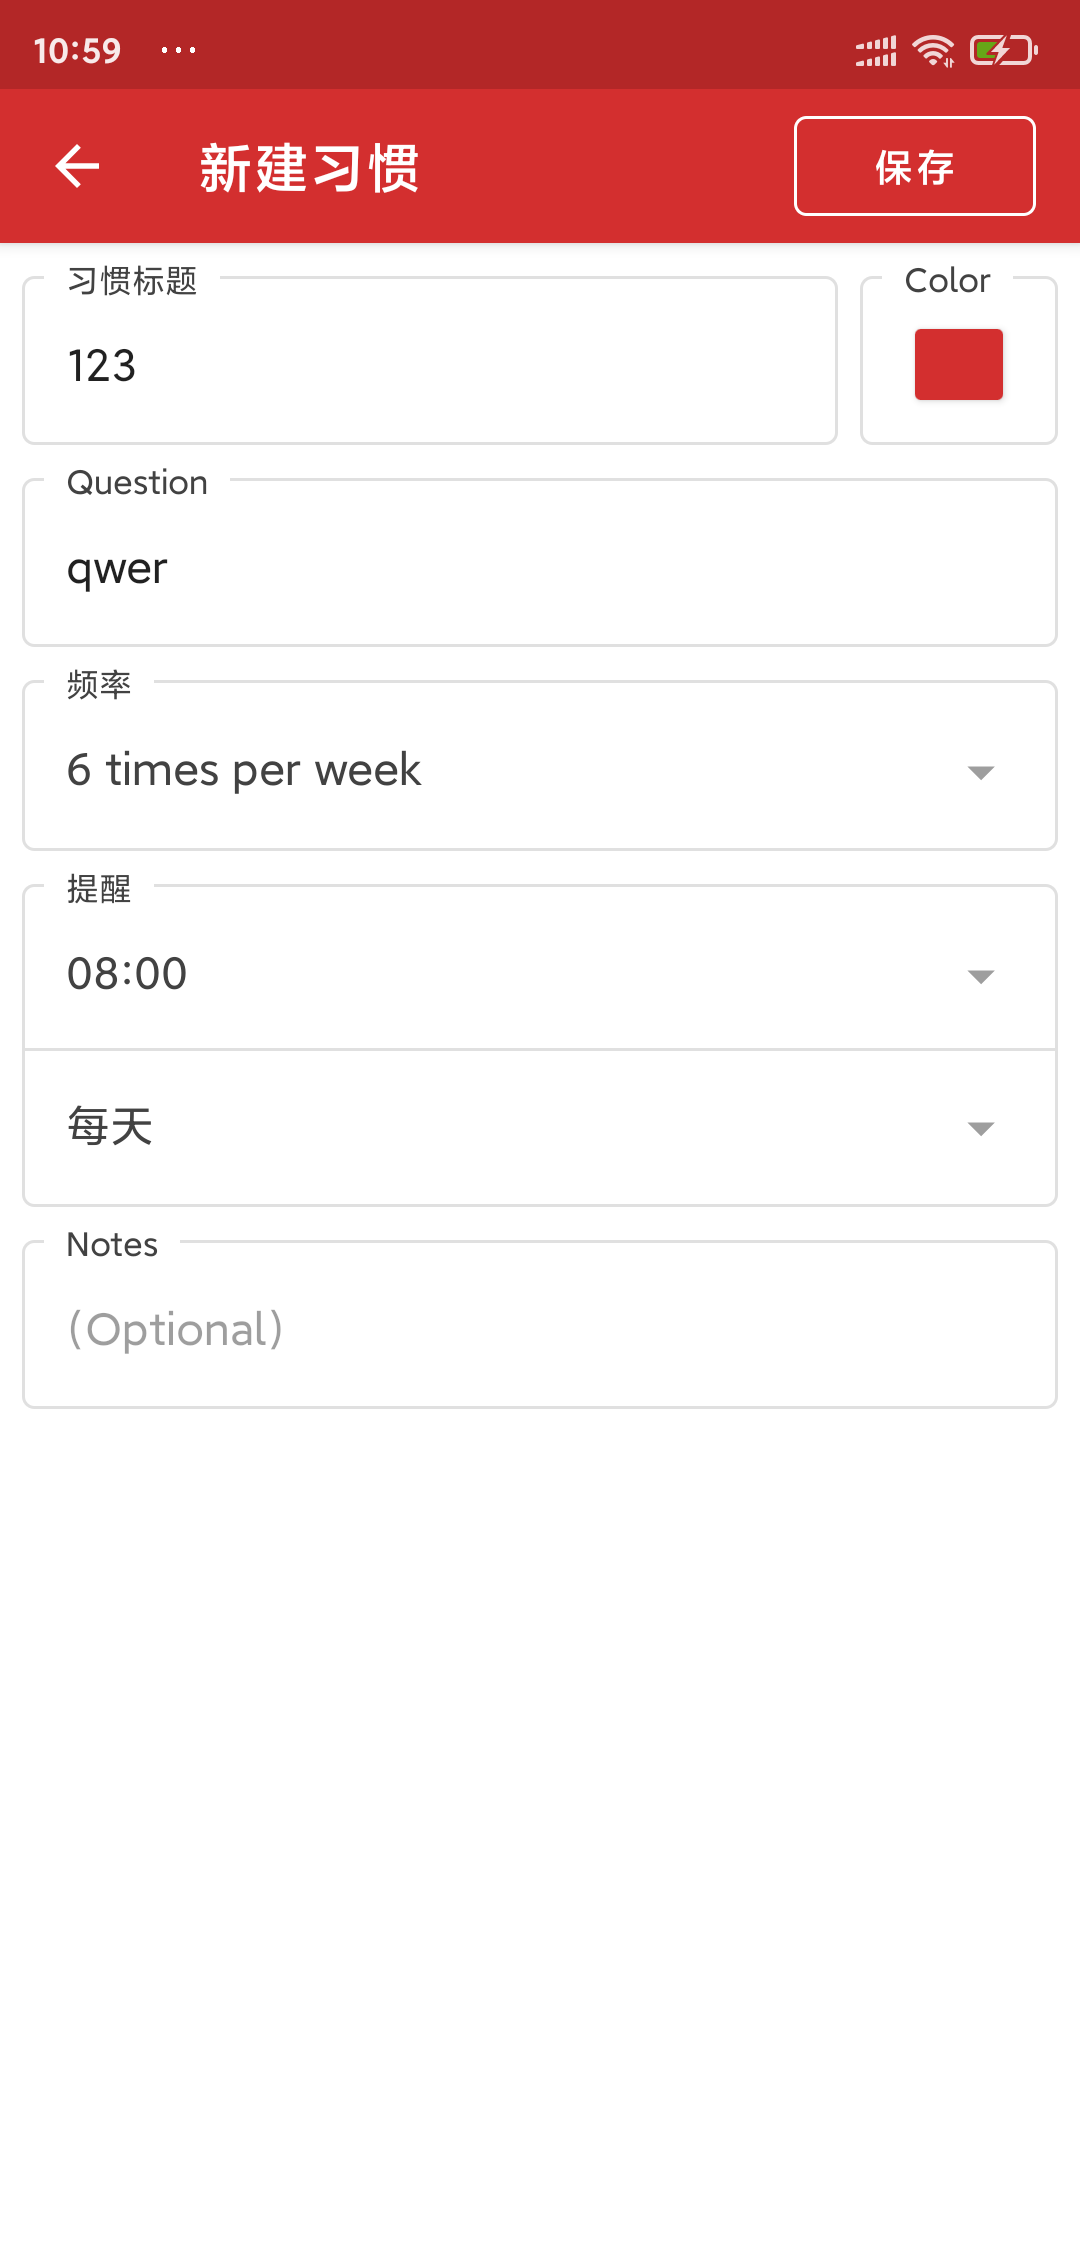 10:59 ...
新建习惯
保存
习惯标题
Color
123
Question
qwer
频率
6 times per week
提醒
08:00
每天
Notes
(Optional)